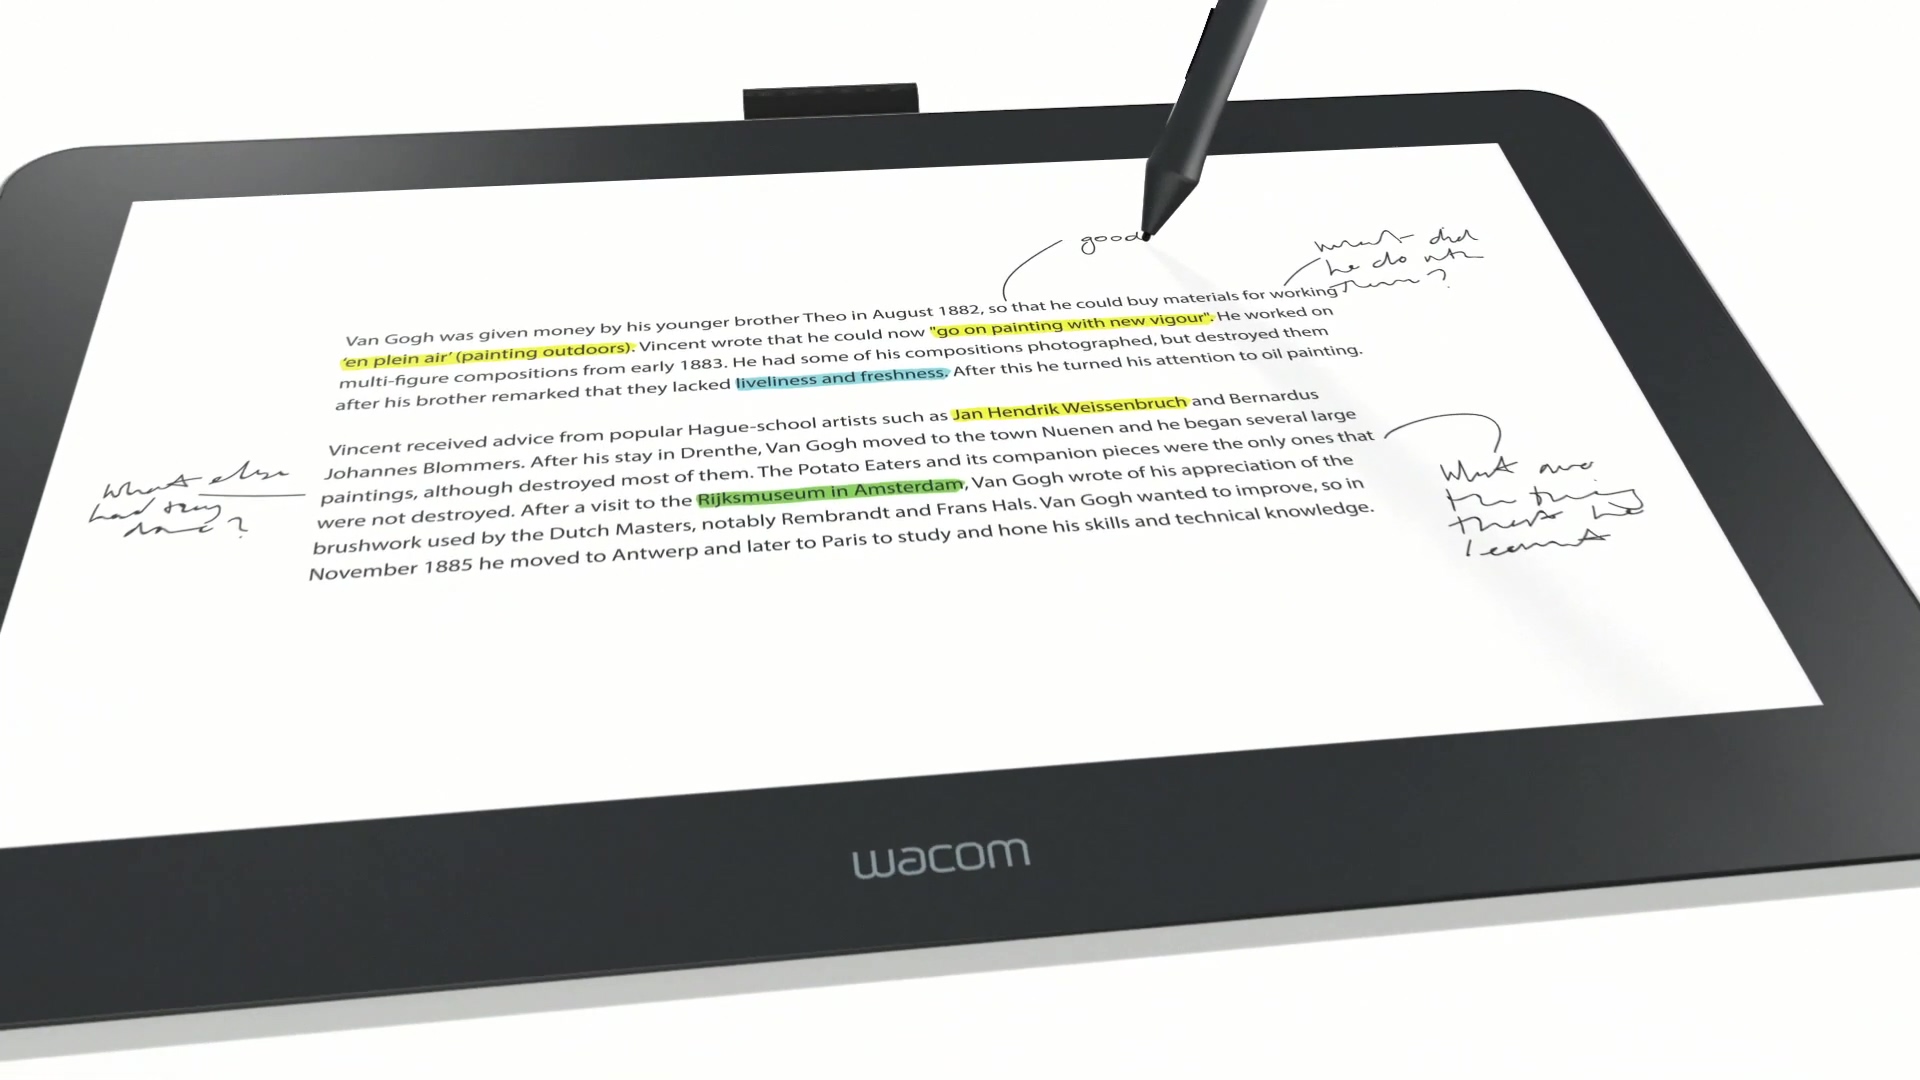 good
what did
he do with
them?
Van Gogh was given money by his younger brother Theo in August 1882, so that he could buy materials for working
'en plein air' (painting outdoors). Vincent wrote that he could now "go on painting with new vigour". He worked on
multi-figure compositions from early 1883. He had some of his compositions photographed, but destroyed them
after his brother remarked that they lacked liveliness and freshness. After this he turned his attention to oil painting.
Vincent received advice from popular Hague-school artists such as Jan Hendrik Weissenbruch and Bernardus
Johannes Blommers. After his stay in Drenthe, Van Gogh moved to the town Nuenen and he began several large
paintings, although destroyed most of them. The Potato Eaters and its companion pieces were the only ones that
were not destroyed. After a visit to the Rijksmuseum in Amsterdam, Van Gogh wrote of his appreciation of the
brushwork used by the Dutch Masters, notably Rembrandt and Frans Hals. Van Gogh wanted to improve, so in
November 1885 he moved to Antwerp and later to Paris to study and hone his skills and technical knowledge.
what else
had they
done?
What are
the things
that he
learnt
wacom